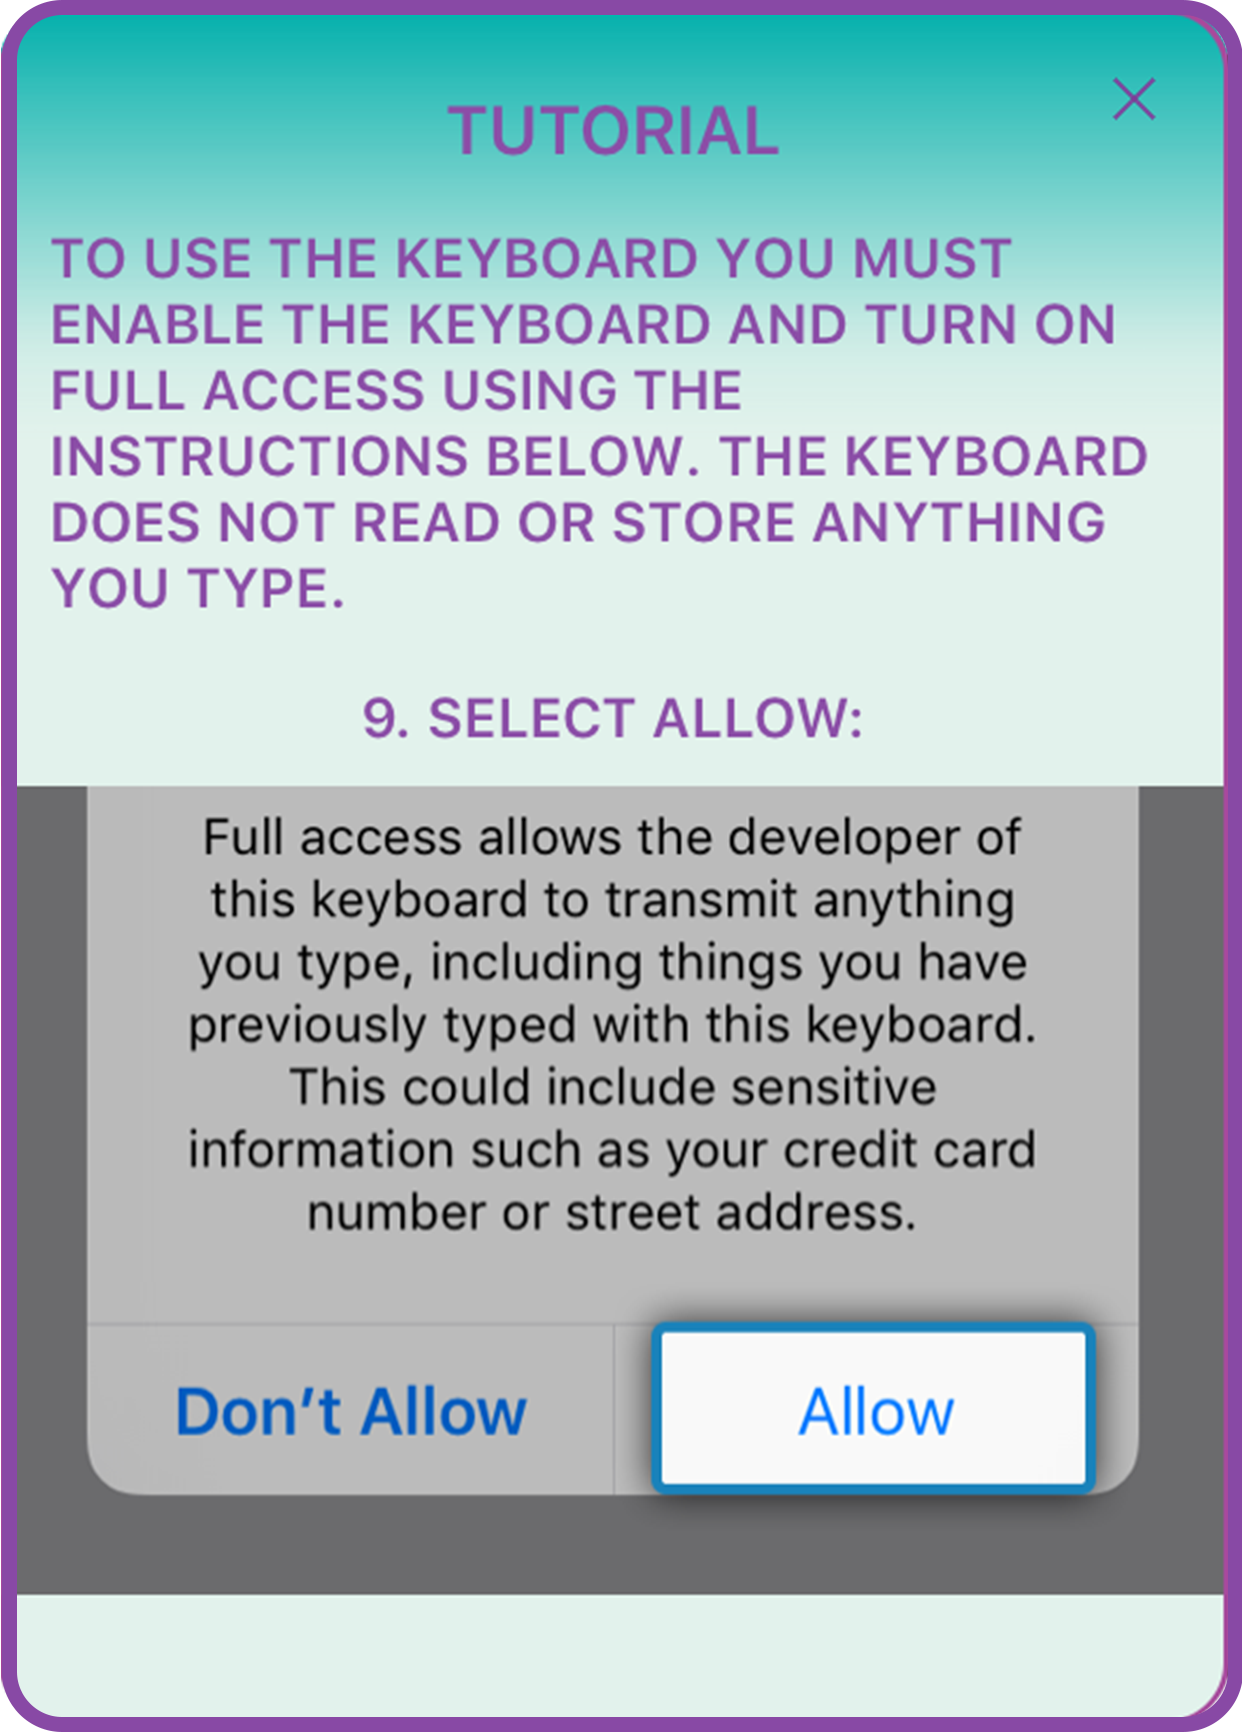 TUTORIAL
TO USE THE KEYBOARD YOU MUST
ENABLE THE KEYBOARD AND TURN ON
FULL ACCESS USING THE
INSTRUCTIONS BELOW. THE KEYBOARD
DOES NOT READ OR STORE ANYTHING
YOU TYPE.
9. SELECT ALLOW:
Full access allows the developer of
this keyboard to transmit anything
you type, including things you have
previously typed with this keyboard.
This could include sensitive
information such as your credit card
number or street address.
Don’t Allow
Allow